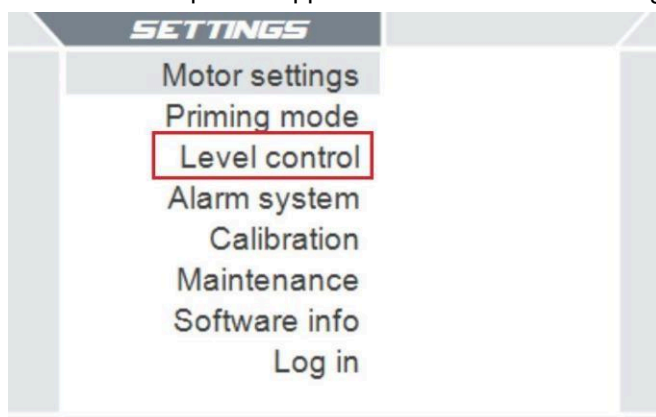 SETTINGS
Motor settings
Priming mode
Level control
Alarm system
Calibration
Maintenance
Software info
Log in